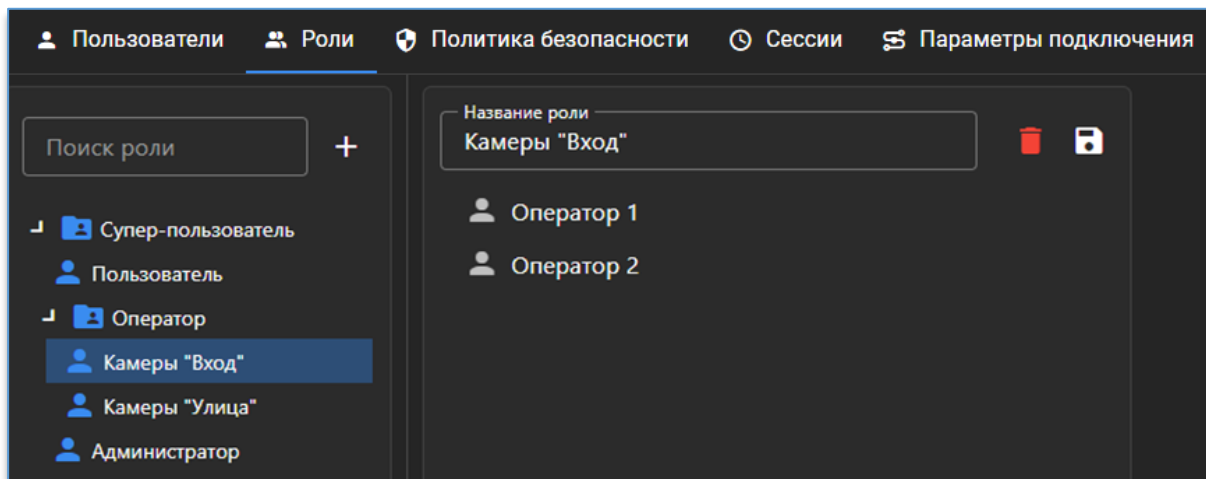 Пользователи Роли Политика безопасности Сессии Параметры подключения
Поиск роли
Супер-пользователь
Пользователь
Оператор
Камеры "Вход"
Камеры "Улица"
Администратор
Название роли
Камеры "Вход"
Оператор 1
Оператор 2